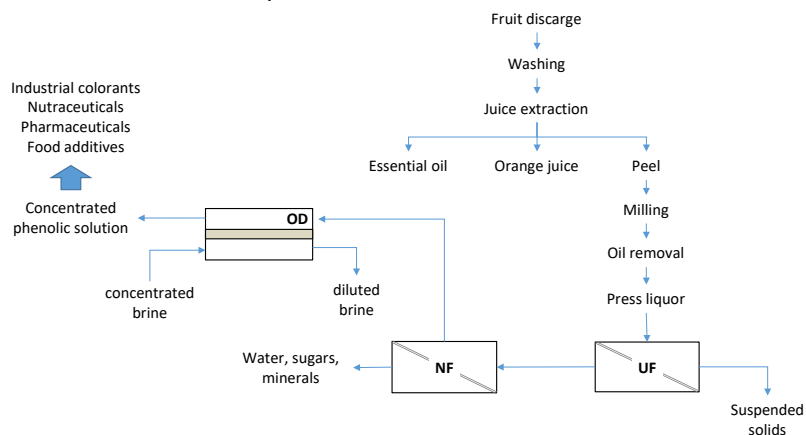 Fruit discarge
Washing
Juice extraction
Essential oil
Orange juice
Peel
Milling
Oil removal
Press liquor
UF
Suspended
solids
NF
Water, sugars,
minerals
OD
concentrated
brine
diluted
brine
Concentrated
phenolic solution
Industrial colorants
Nutraceuticals
Pharmaceuticals
Food additives